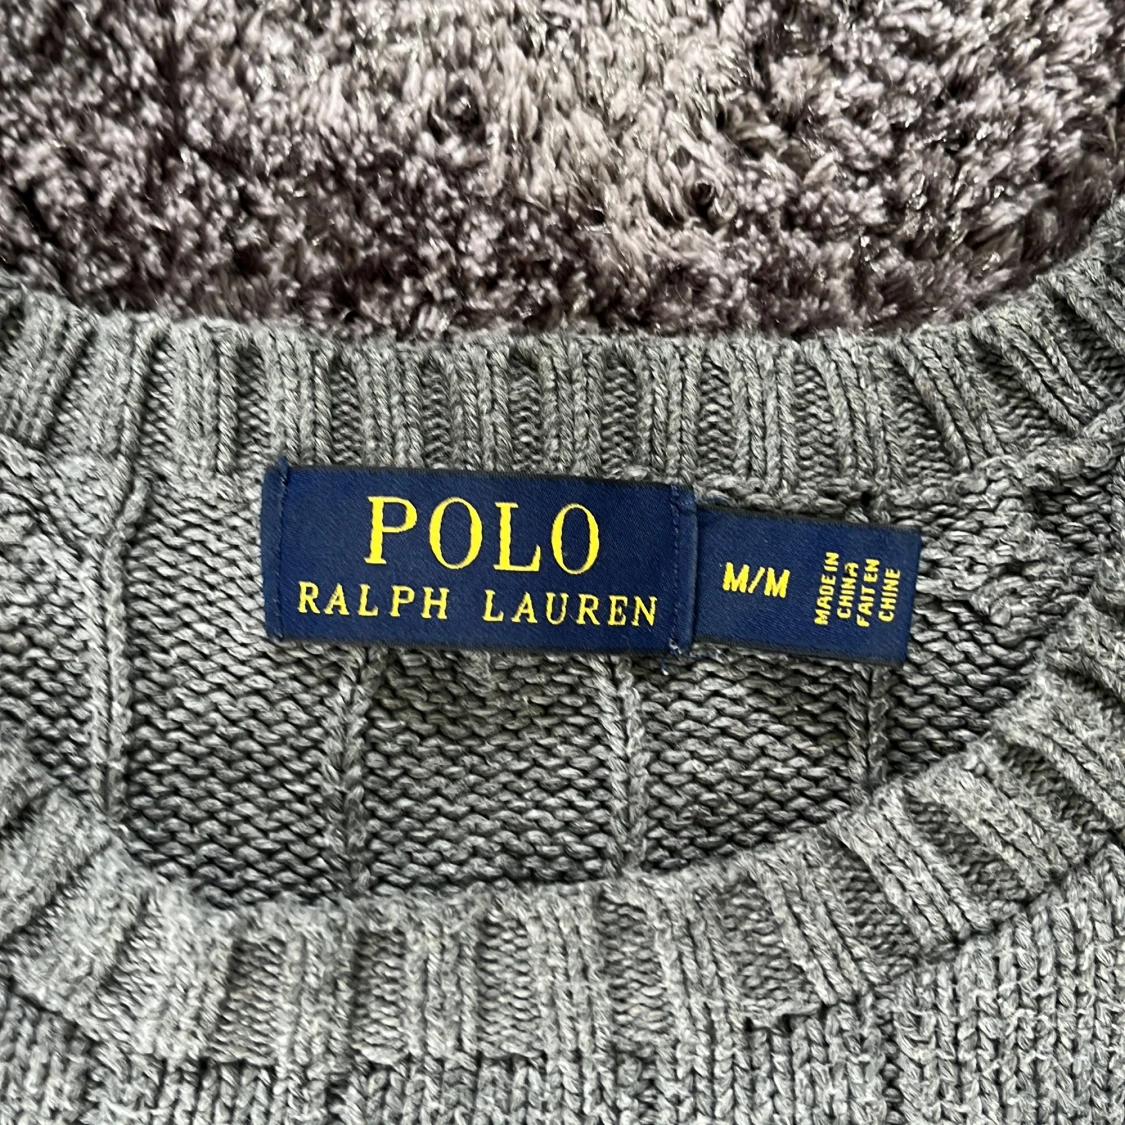 POLO
RALPH LAUREN
M/M
MADE IN
CHINA
FAIT EN
CHINE